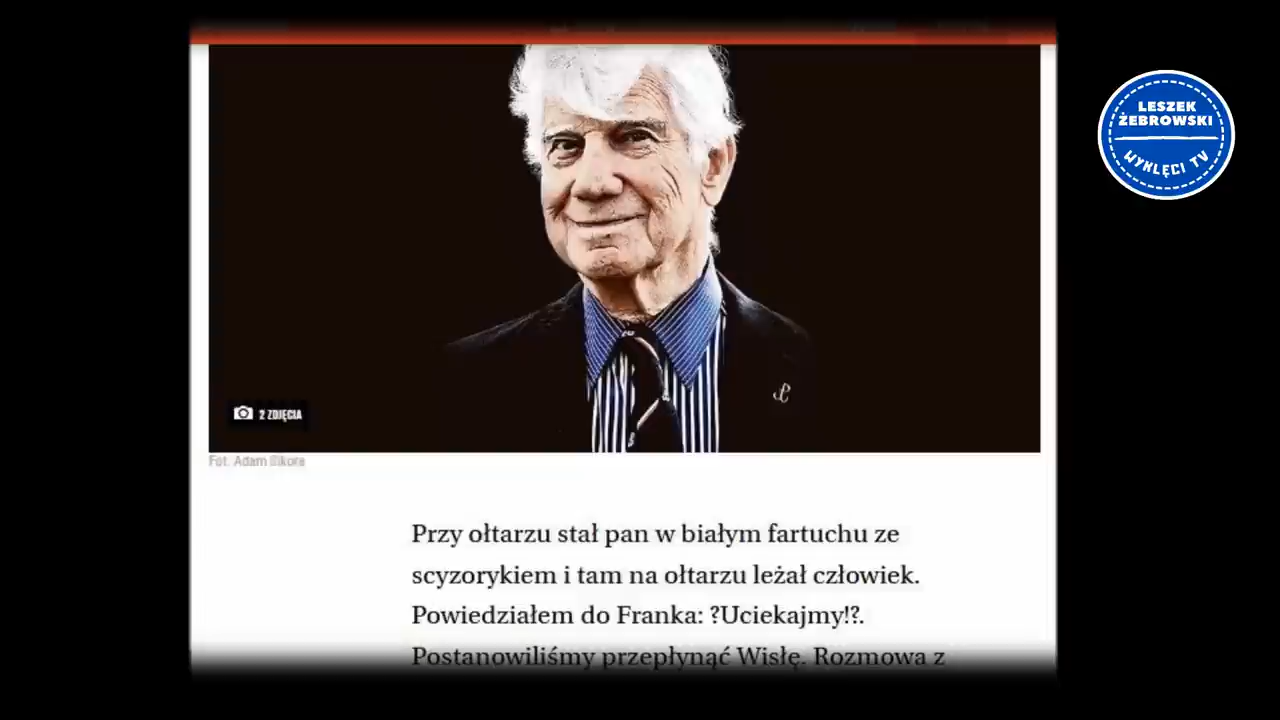 LESZEK
ŻEBROWSKI
WYKLĘCI TV
2 ZDJĘCIA
Fot. Adam
Przy ołtarzu stał pan w białym fartuchu ze
scyzorykiem i tam na ołtarzu leżał człowiek.
Powiedziałem do Franka: ?Uciekajmy!?.
Postanowiliśmy przepłynąć Wisłę. Rozmowa z